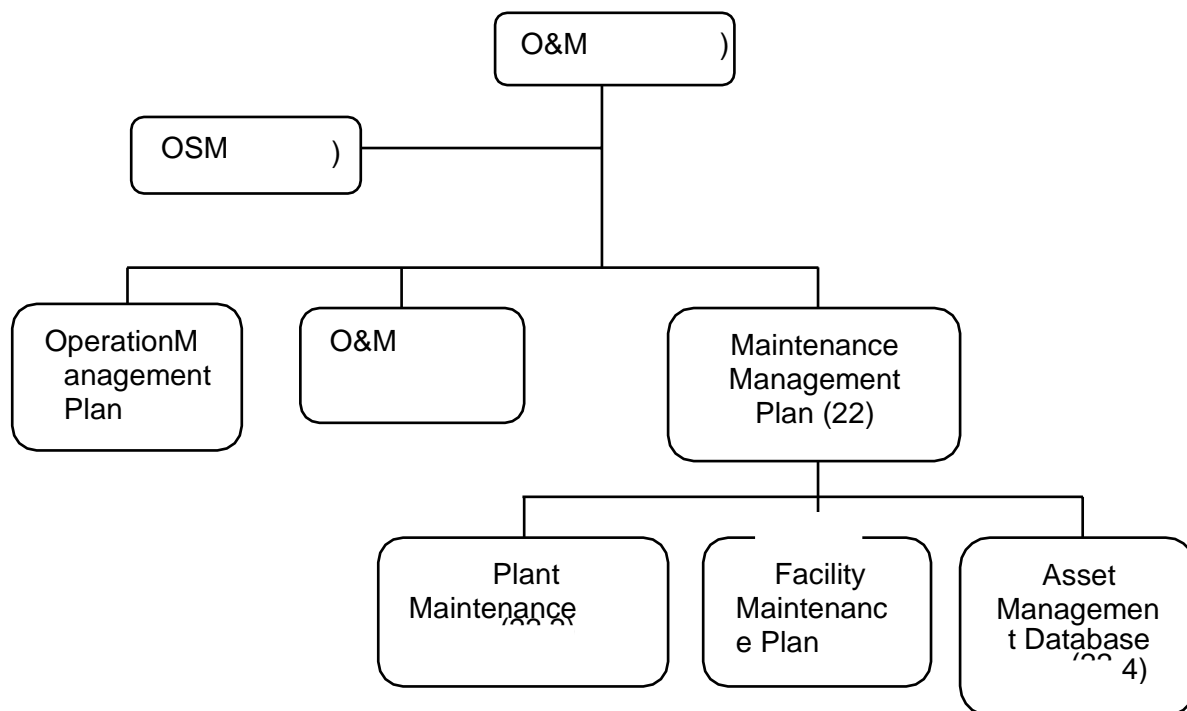 O&M )
OSM )
OperationM
anagement
Plan
O&M
Maintenance
Management
Plan (22)
Plant
Maintenance
Facility
Maintenanc
e Plan
Asset
Managemen
t Database
4)